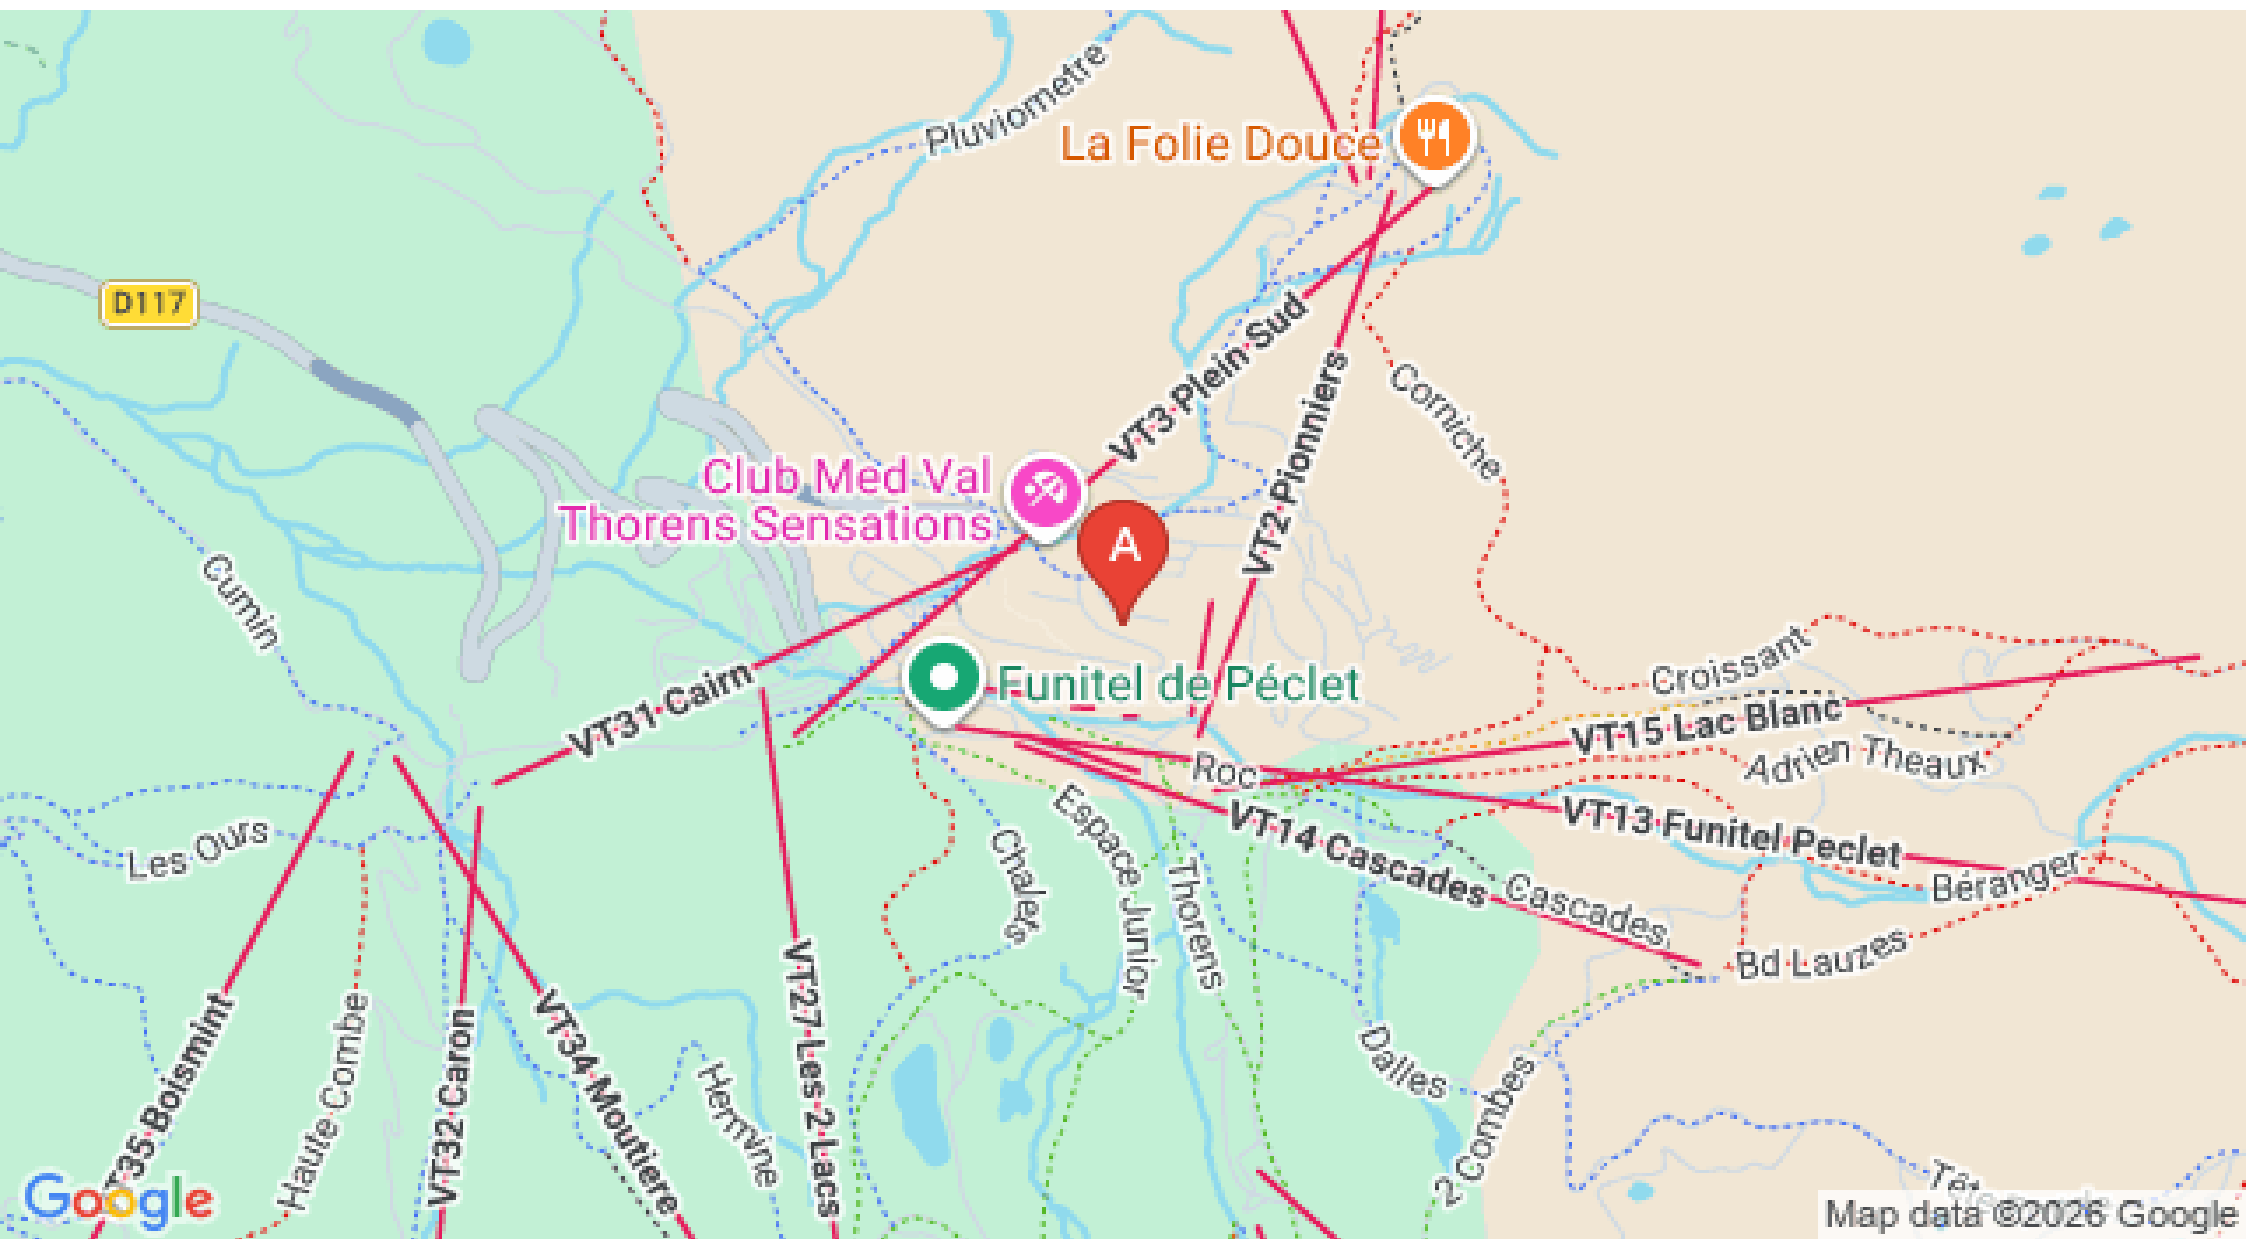 Pluviometre
La Folie Douce
D117
VT3 Plein Sud
VT2 Pionniers
Corniche
Club Med Val
Thorens Sensations
A
Cumin
Funitel de Péclet
Croissant
VT31 Cairn
VT15 Lac Blanc
Adrien Theaux
Roc
VT14 Cascades
VT13 Funitel Peclet
Les Ours
Chalets
Espace Junior
Thorens
Cascades
Béranger
Bd Lauzes
VT35 Boismint
Haute Combe
VT32 Caron
VT34 Moutiere
Hermine
VT27 Les 2 Lacs
Dalles
2 Combes
Google
Map data ©2026 Google